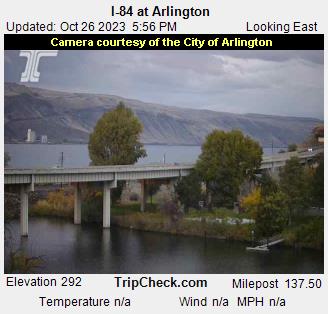 I-84 at Arlington
Updated: Oct 26 2023 5:56 PM Looking East
Camera courtesy of the City of Arlington
Elevation 292 TripCheck.com Milepost 137.50
Temperature n/a Wind n/a MPH n/a